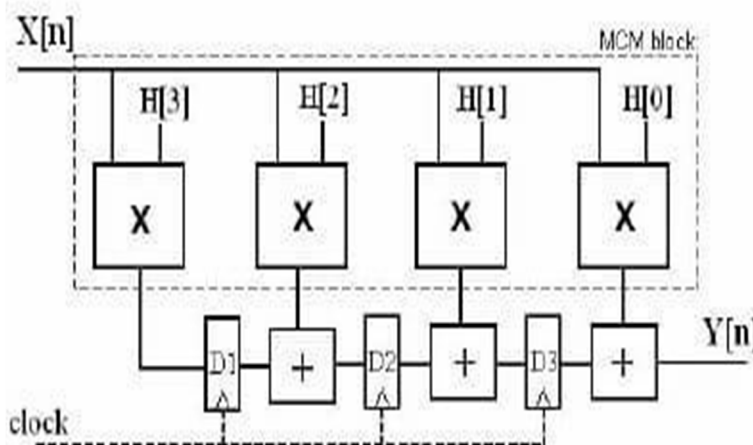 X[n]
MCM block
H[3] H[2] H[1] H[0]
X X X X
D1 + D2 + D3 +
Y[n]
clock